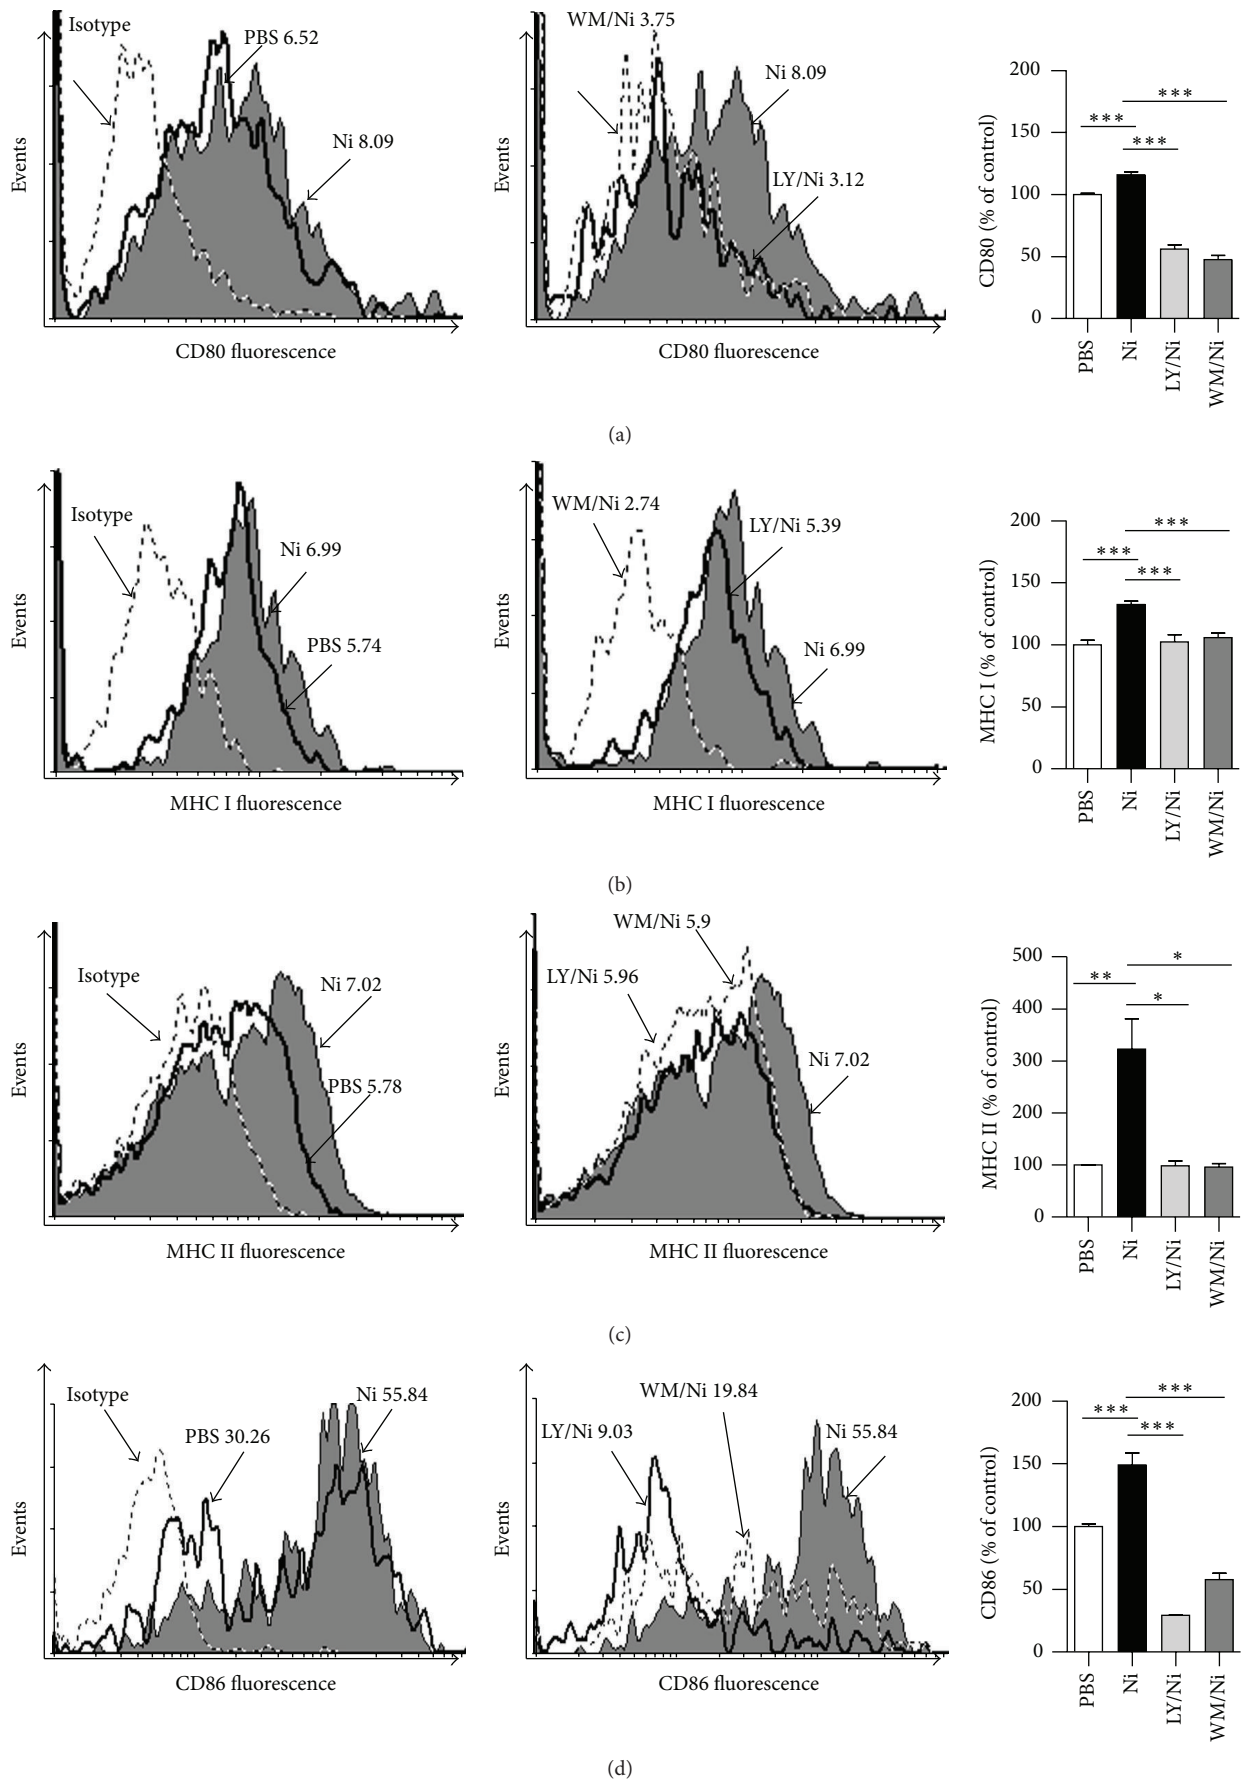 Isotype
PBS 6.52
Ni 8.09
Events
CD80 fluorescence
WM/Ni 3.75
Ni 8.09
LY/Ni 3.12
Events
CD80 fluorescence
200
150
100
50
0
CD80 (% of control)
***
***
***
PBS
Ni
LY/Ni
WM/Ni
(a)
Isotype
Ni 6.99
PBS 5.74
Events
MHC I fluorescence
WM/Ni 2.74
LY/Ni 5.39
Ni 6.99
Events
MHC I fluorescence
200
150
100
50
0
MHC I (% of control)
***
***
***
PBS
Ni
LY/Ni
WM/Ni
(b)
Isotype
Ni 7.02
PBS 5.78
Events
MHC II fluorescence
WM/Ni 5.9
LY/Ni 5.96
Ni 7.02
Events
MHC II fluorescence
500
400
300
200
100
0
MHC II (% of control)
*
**
*
PBS
Ni
LY/Ni
WM/Ni
(c)
Isotype
Ni 55.84
PBS 30.26
Events
CD86 fluorescence
WM/Ni 19.84
LY/Ni 9.03
Ni 55.84
Events
CD86 fluorescence
200
150
100
50
0
CD86 (% of control)
***
***
***
PBS
Ni
LY/Ni
WM/Ni
(d)